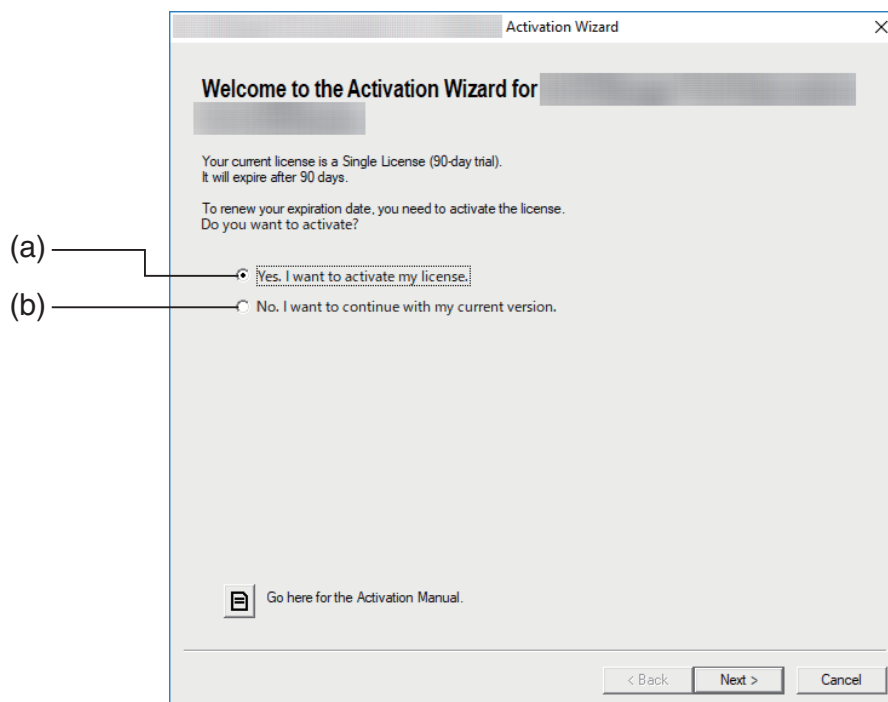 Activation Wizard
Welcome to the Activation Wizard for
Your current license is a Single License (90-day trial).
It will expire after 90 days.
To renew your expiration date, you need to activate the license.
Do you want to activate?
(a)
Yes. I want to activate my license.
(b)
No. I want to continue with my current version.
Go here for the Activation Manual.
< Back
Next >
Cancel